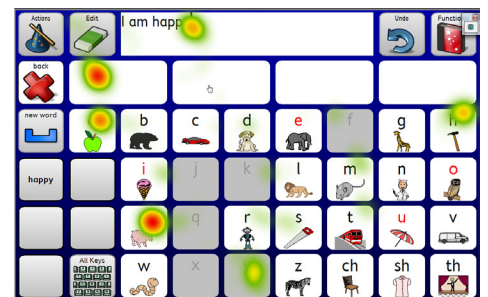 Actions Edit I am happ Undo Functio
back
new word b c d e f g h
happy i j k l m n o
q r s t u v
All Keys w x z ch sh th